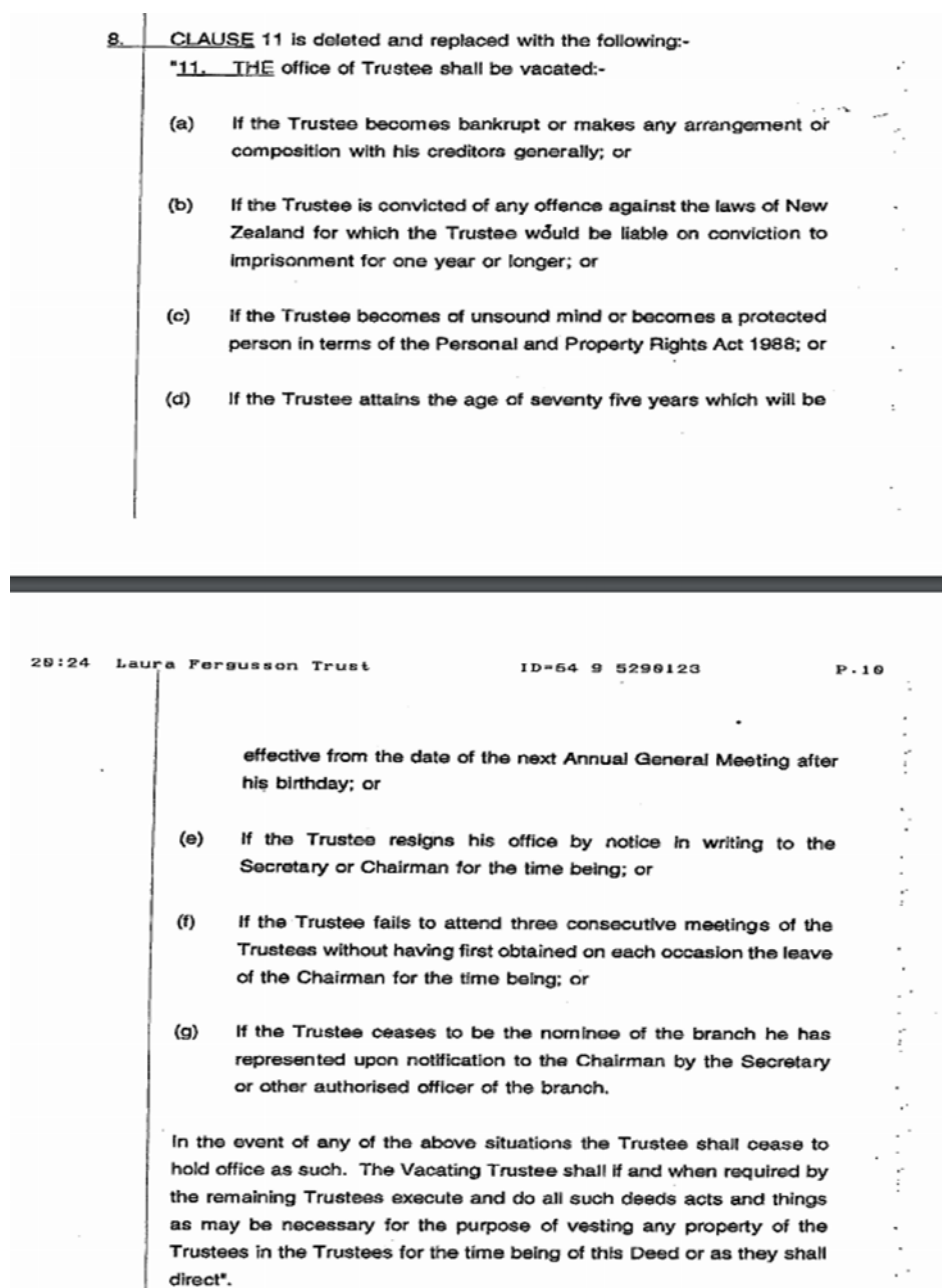 8. CLAUSE 11 is deleted and replaced with the following:-
"11. THE office of Trustee shall be vacated:-
(a) If the Trustee becomes bankrupt or makes any arrangement or
composition with his creditors generally; or
(b) If the Trustee is convicted of any offence against the laws of New
Zealand for which the Trustee would be liable on conviction to
imprisonment for one year or longer; or
(c) If the Trustee becomes of unsound mind or becomes a protected
person in terms of the Personal and Property Rights Act 1988; or
(d) If the Trustee attains the age of seventy five years which will be
20:24 Laura Fergusson Trust ID=64 9 5290123 P.10
effective from the date of the next Annual General Meeting after
his birthday; or
(e) If the Trustee resigns his office by notice in writing to the
Secretary or Chairman for the time being; or
(f) If the Trustee fails to attend three consecutive meetings of the
Trustees without having first obtained on each occasion the leave
of the Chairman for the time being; or
(g) If the Trustee ceases to be the nominee of the branch he has
represented upon notification to the Chairman by the Secretary
or other authorised officer of the branch.
In the event of any of the above situations the Trustee shall cease to
hold office as such. The Vacating Trustee shall if and when required by
the remaining Trustees execute and do all such deeds acts and things
as may be necessary for the purpose of vesting any property of the
Trustees in the Trustees for the time being of this Deed or as they shall
direct".